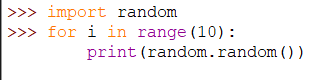 >>> import random
>>> for i in range(10):
        print(random.random())